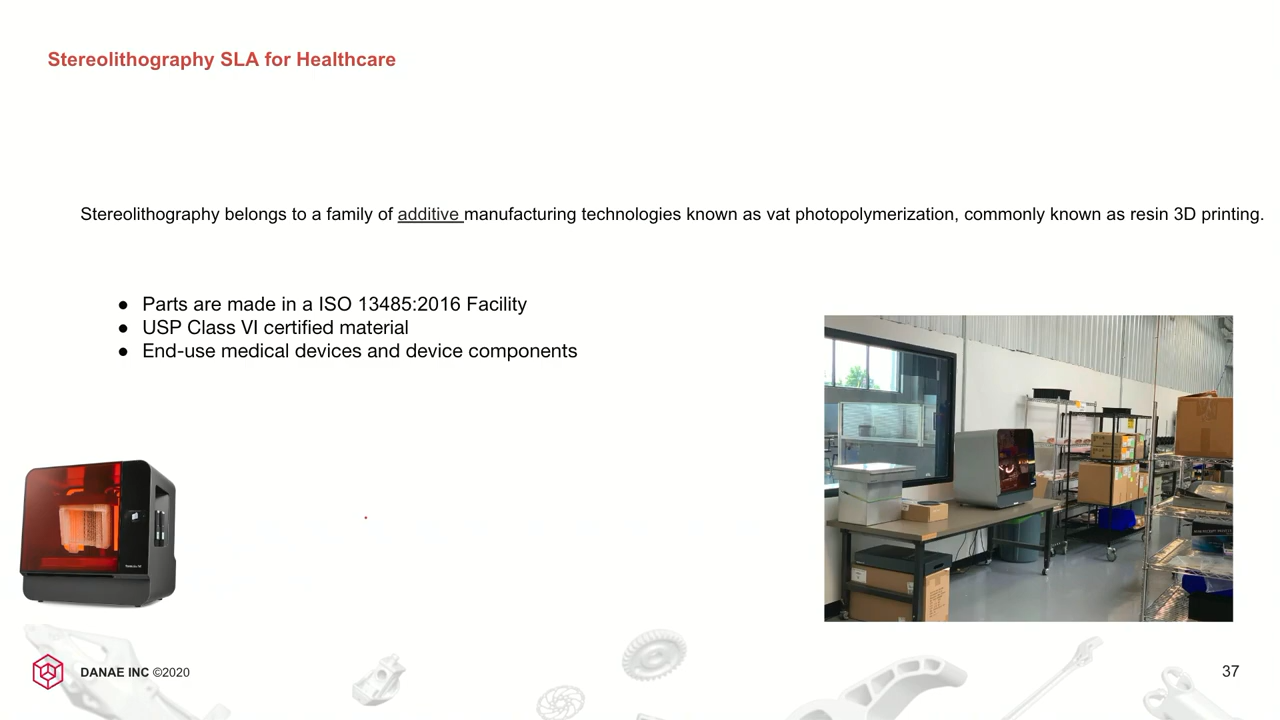 Stereolithography SLA for Healthcare
Stereolithography belongs to a family of additive manufacturing technologies known as vat photopolymerization, commonly known as resin 3D printing.
● Parts are made in a ISO 13485:2016 Facility
● USP Class VI certified material
● End-use medical devices and device components
DANAE INC ©2020
37